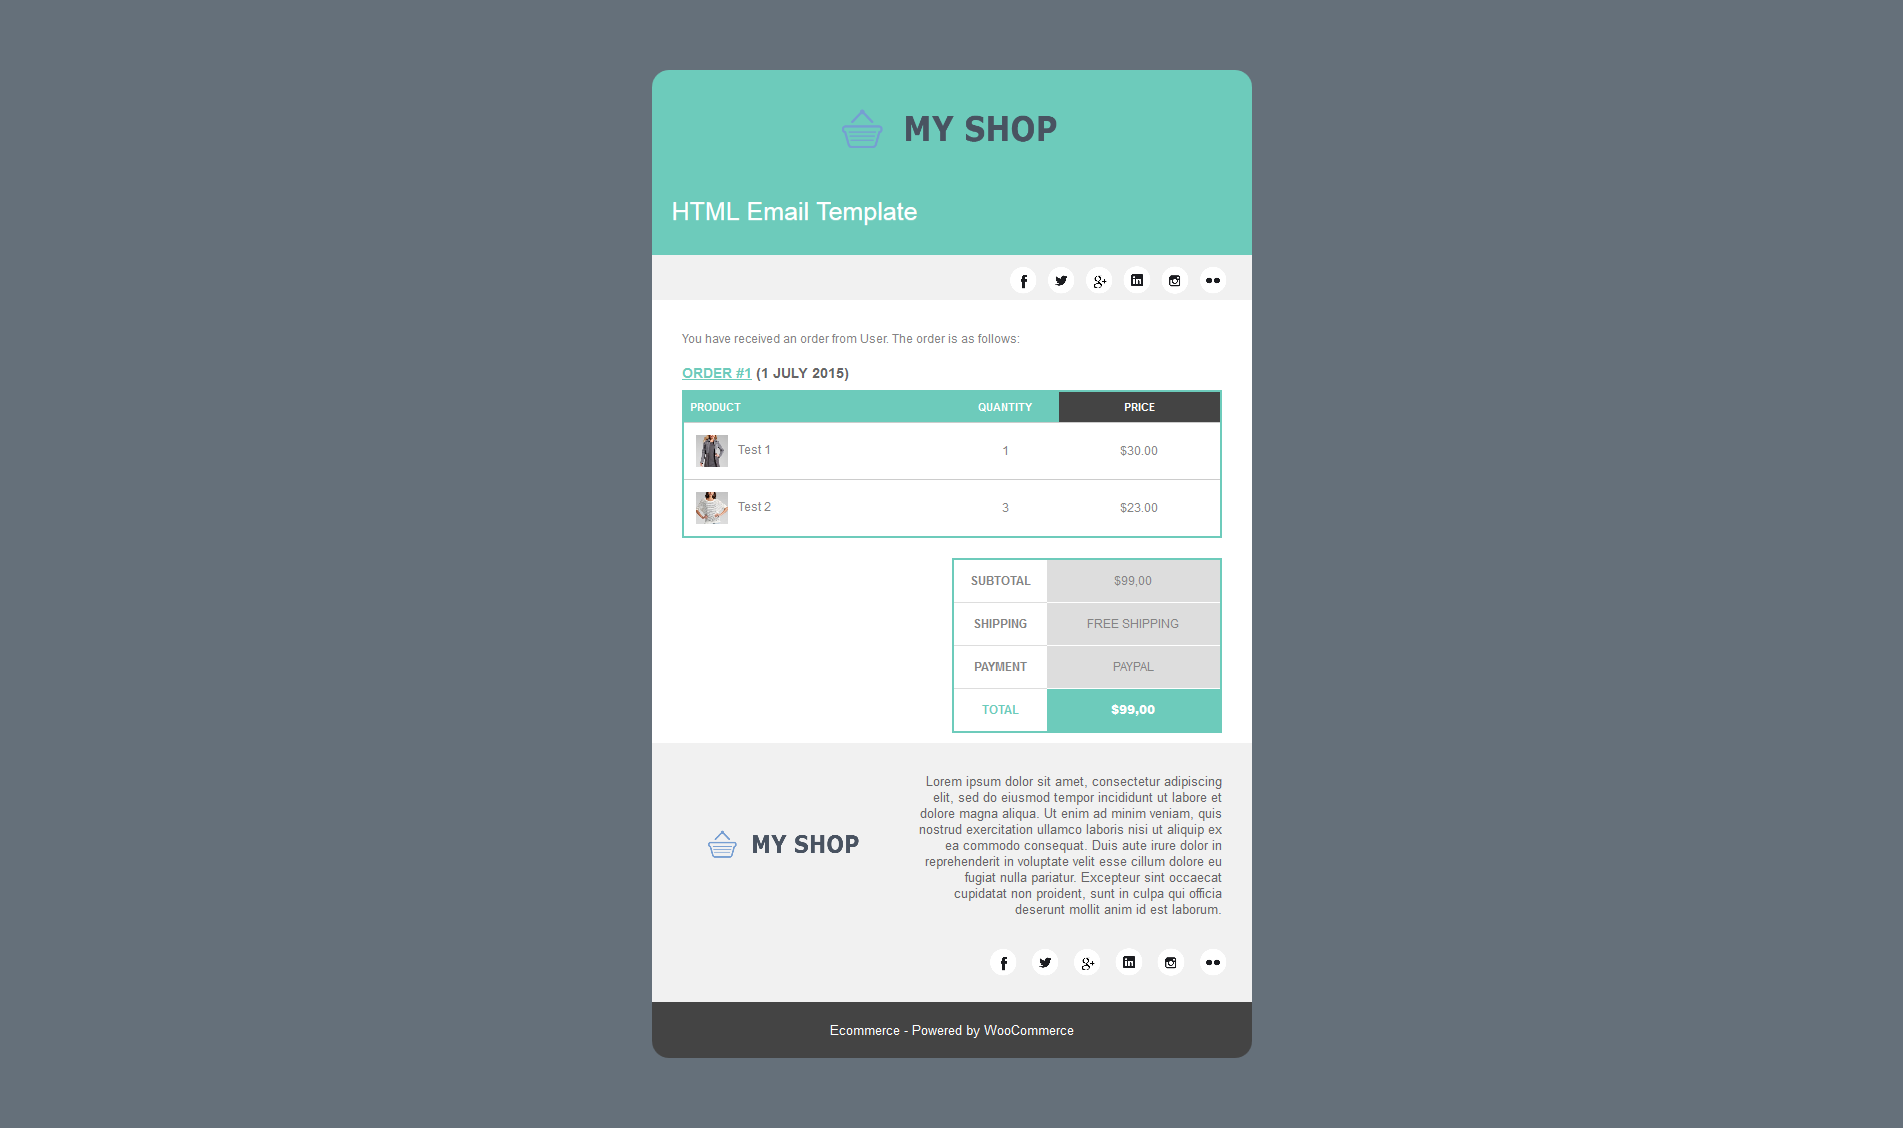 MY SHOP
HTML Email Template
You have received an order from User. The order is as follows:
ORDER #1 (1 JULY 2015)
PRODUCT QUANTITY PRICE
Test 1 1 $30.00
Test 2 3 $23.00
SUBTOTAL $99,00
SHIPPING FREE SHIPPING
PAYMENT PAYPAL
TOTAL $99,00
MY SHOP
Lorem ipsum dolor sit amet, consectetur adipiscing
elit, sed do eiusmod tempor incididunt ut labore et
dolore magna aliqua. Ut enim ad minim veniam, quis
nostrud exercitation ullamco laboris nisi ut aliquip ex
ea commodo consequat. Duis aute irure dolor in
reprehenderit in voluptate velit esse cillum dolore eu
fugiat nulla pariatur. Excepteur sint occaecat
cupidatat non proident, sunt in culpa qui officia
deserunt mollit anim id est laborum.
Ecommerce - Powered by WooCommerce